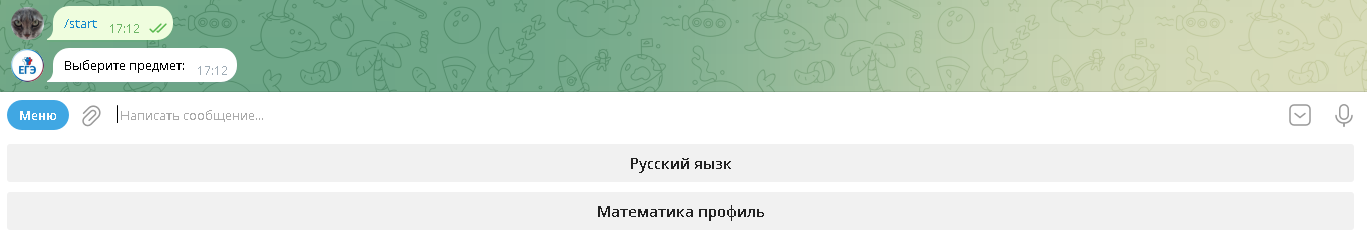 /start 17:12
ЕГЭ
Выберите предмет: 17:12
Меню
Написать сообщение...
Русский яызк
Математика профиль